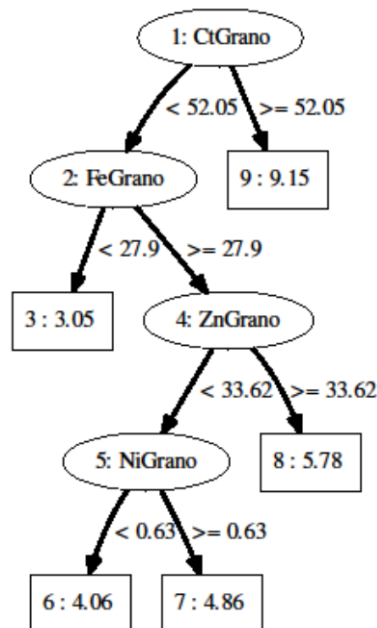 1: CtGrano
< 52.05 >= 52.05
2: FeGrano
9 : 9.15
< 27.9 >= 27.9
3 : 3.05
4: ZnGrano
< 33.62 >= 33.62
5: NiGrano
8 : 5.78
< 0.63 >= 0.63
6 : 4.06
7 : 4.86